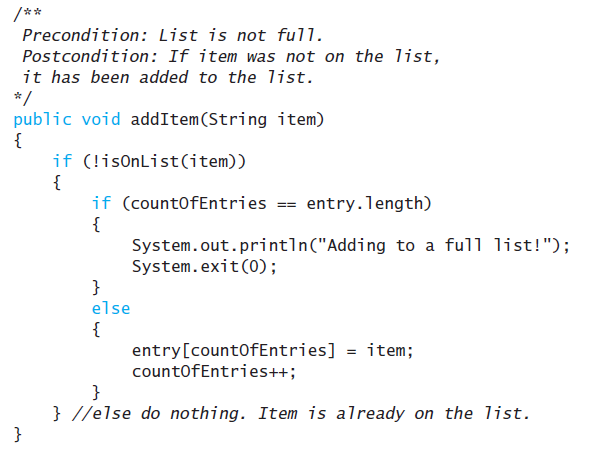 /**
 Precondition: List is not full.
 Postcondition: If item was not on the list,
 it has been added to the list.
*/
public void addItem(String item)
{
    if (!isOnList(item))
    {
        if (countOfEntries == entry.length)
        {
            System.out.println("Adding to a full list!");
            System.exit(0);
        }
        else
        {
            entry[countOfEntries] = item;
            countOfEntries++;
        }
    } //else do nothing. Item is already on the list.
}